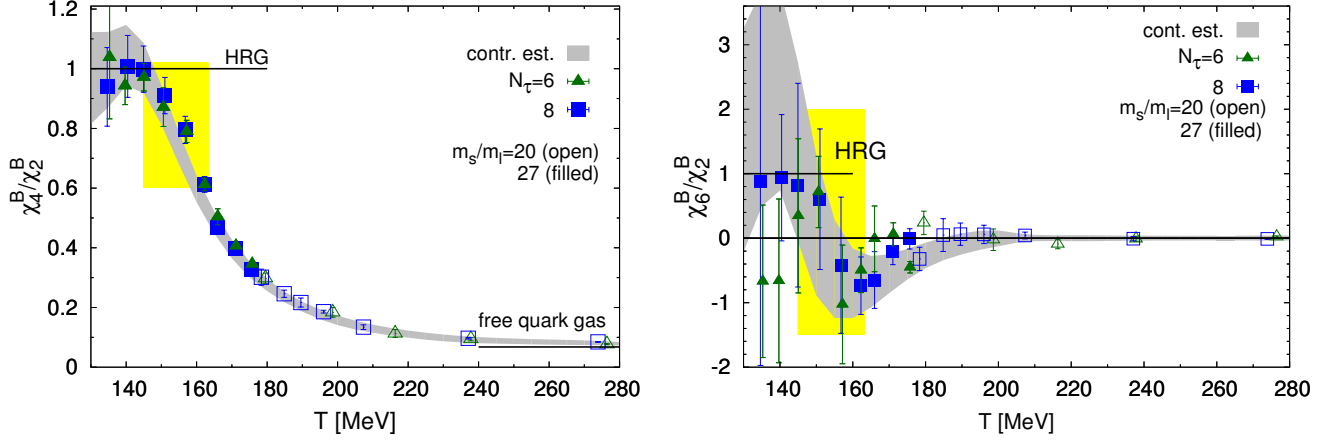 1.2
1
0.8
0.6
0.4
0.2
0
χ₄ᴮ/χ₂ᴮ
HRG
contr. est.
Nτ=6
8
mₛ/mₗ=20 (open)
27 (filled)
free quark gas
140 160 180 200 220 240 260 280
T [MeV]
3
2
1
0
-1
-2
χ₆ᴮ/χ₂ᴮ
HRG
cont. est.
Nτ=6
8
mₛ/mₗ=20 (open)
27 (filled)
140 160 180 200 220 240 260 280
T [MeV]